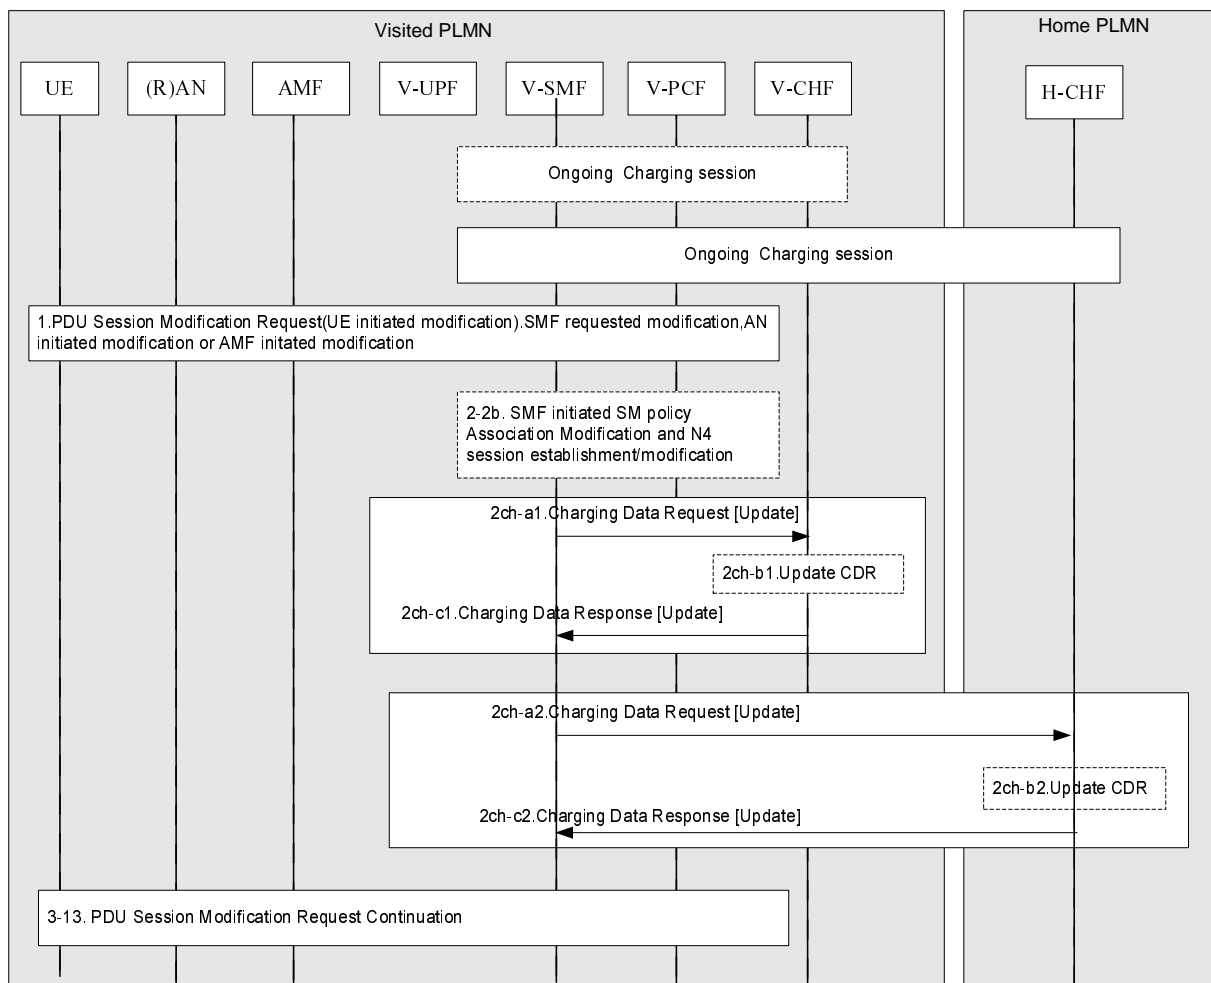 Visited PLMN
Home PLMN
UE
(R)AN
AMF
V-UPF
V-SMF
V-PCF
V-CHF
H-CHF
Ongoing Charging session
Ongoing Charging session
1.PDU Session Modification Request(UE initiated modification).SMF requested modification,AN
initiated modification or AMF initated modification
2-2b. SMF initiated SM policy
Association Modification and N4
session establishment/modification
2ch-a1.Charging Data Request [Update]
2ch-b1.Update CDR
2ch-c1.Charging Data Response [Update]
2ch-a2.Charging Data Request [Update]
2ch-b2.Update CDR
2ch-c2.Charging Data Response [Update]
3-13. PDU Session Modification Request Continuation